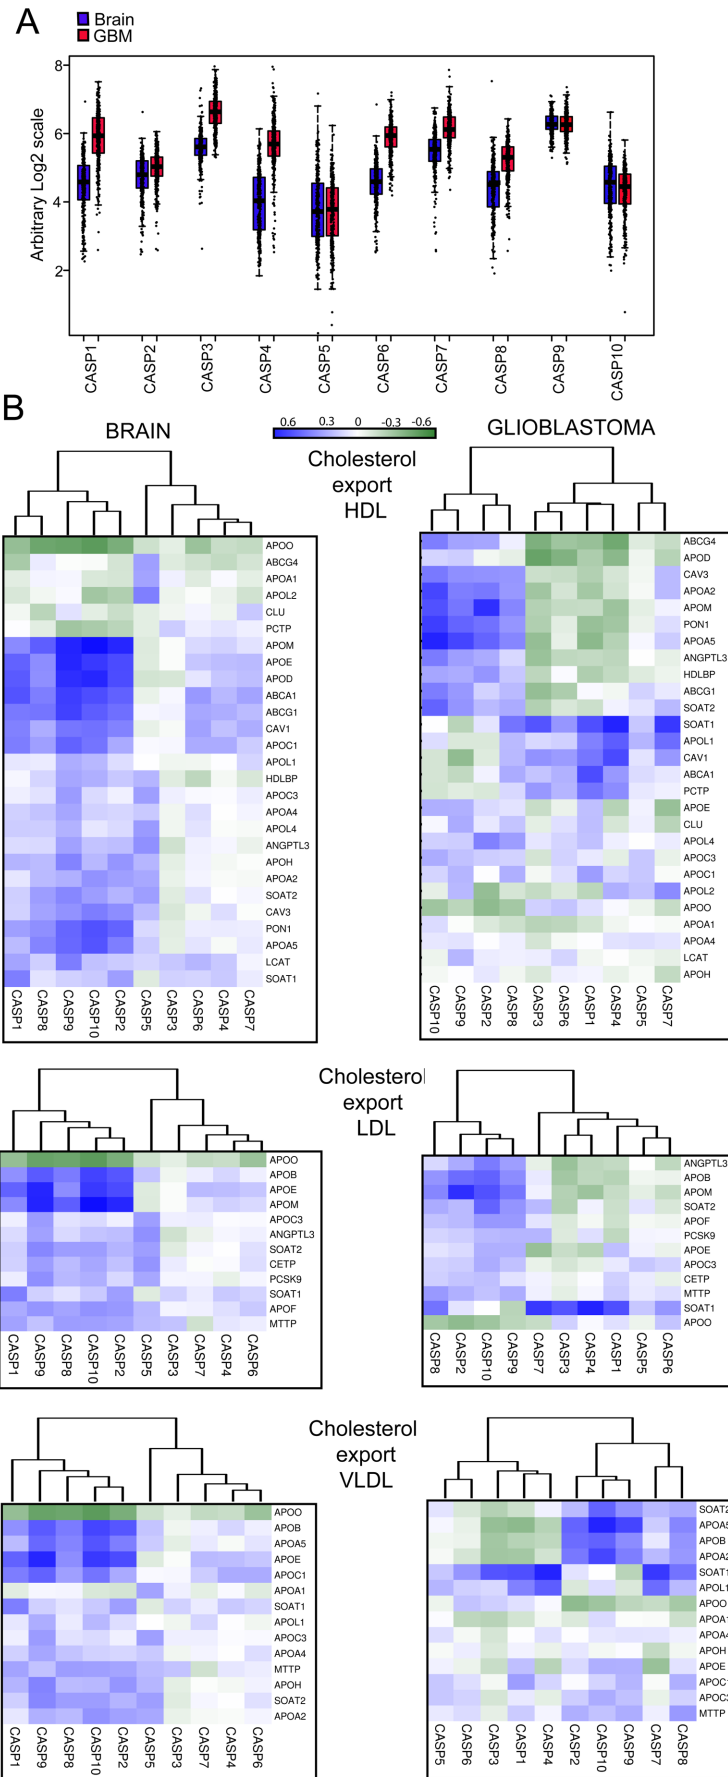 A
Brain
GBM
Arbitrary Log2 scale
8
6
4
2
CASP1
CASP2
CASP3
CASP4
CASP5
CASP6
CASP7
CASP8
CASP9
CASP10
B
BRAIN
0.6 0.3 0 -0.3 -0.6
GLIOBLASTOMA
Cholesterol
export
HDL
APOO
ABCG4
APOA1
APOL2
CLU
PCTP
APOM
APOE
APOD
ABCA1
ABCG1
CAV1
APOC1
APOL1
HDLBP
APOC3
APOA4
APOL4
ANGPTL3
APOH
APOA2
SOAT2
CAV3
PON1
APOA5
LCAT
SOAT1
CASP1
CASP8
CASP9
CASP10
CASP2
CASP5
CASP3
CASP6
CASP4
CASP7
ABCG4
APOD
CAV3
APOA2
APOM
PON1
APOA5
ANGPTL3
HDLBP
ABCG1
SOAT2
SOAT1
APOL1
CAV1
ABCA1
PCTP
APOE
CLU
APOL4
APOC3
APOC1
APOL2
APOO
APOA1
APOA4
LCAT
APOH
CASP10
CASP9
CASP2
CASP8
CASP3
CASP6
CASP1
CASP4
CASP5
CASP7
Cholesterol
export
LDL
APOO
APOB
APOE
APOM
APOC3
ANGPTL3
SOAT2
CETP
PCSK9
SOAT1
APOF
MTTP
CASP1
CASP9
CASP8
CASP10
CASP2
CASP5
CASP3
CASP7
CASP4
CASP6
ANGPTL3
APOB
APOM
SOAT2
APOF
PCSK9
APOE
APOC3
CETP
MTTP
SOAT1
APOO
CASP8
CASP2
CASP10
CASP9
CASP7
CASP3
CASP4
CASP1
CASP5
CASP6
Cholesterol
export
VLDL
APOO
APOB
APOA5
APOE
APOC1
APOA1
SOAT1
APOL1
APOC3
APOA4
MTTP
APOH
SOAT2
APOA2
CASP1
CASP9
CASP8
CASP10
CASP2
CASP5
CASP3
CASP7
CASP4
CASP6
SOAT2
APOA5
APOB
APOA2
SOAT1
APOL1
APOO
APOA1
APOA4
APOH
APOE
APOC1
APOC3
MTTP
CASP5
CASP6
CASP3
CASP1
CASP4
CASP2
CASP10
CASP9
CASP7
CASP8